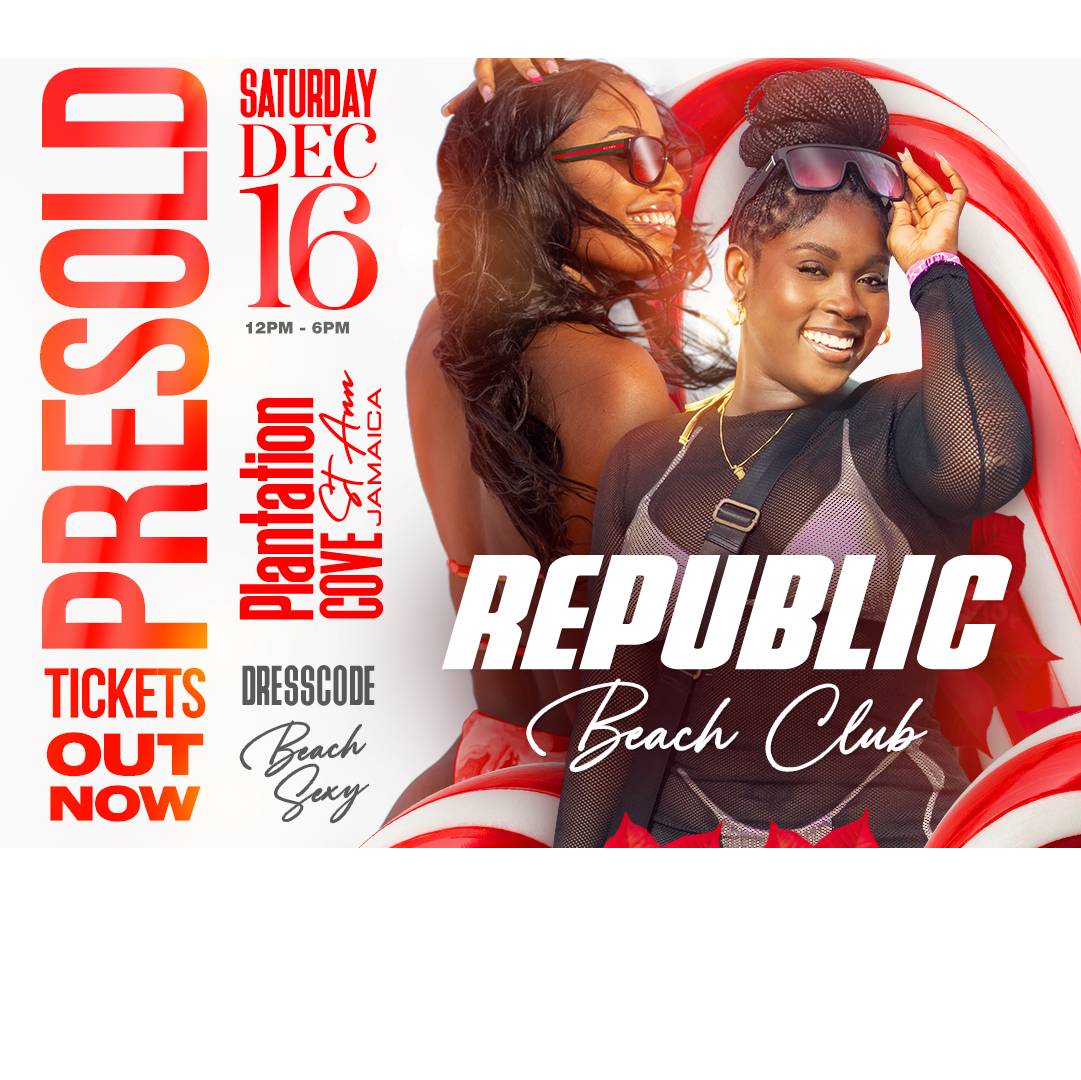 PRESOLD
TICKETS
OUT
NOW
SATURDAY
DEC
16
12PM - 6PM
Plantation
COVE St Ann
JAMAICA
DRESSCODE
Beach
Sexy
REPUBLIC
Beach Club